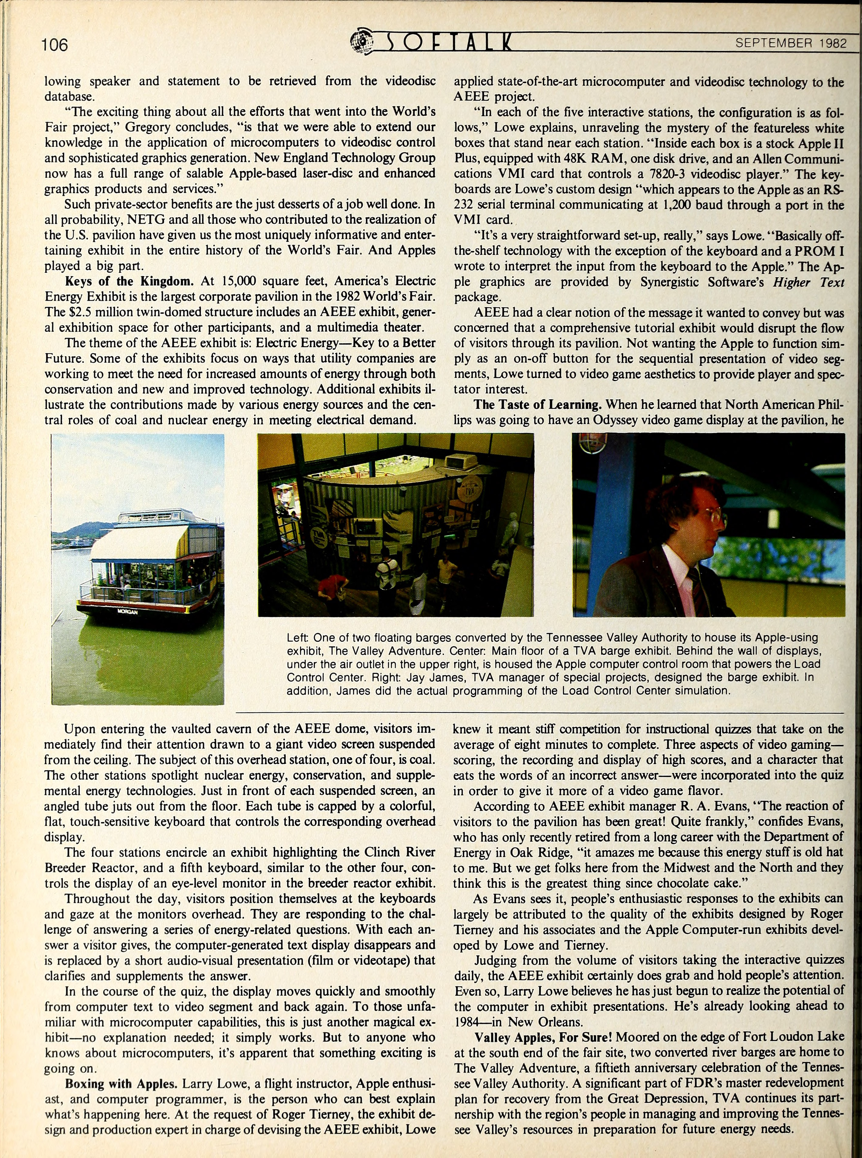 106
SOFTALK
SEPTEMBER 1982
lowing speaker and statement to be retrieved from the videodisc
database.
“The exciting thing about all the efforts that went into the World's
Fair project,” Gregory concludes, “is that we were able to extend our
knowledge in the application of microcomputers to videodisc control
and sophisticated graphics generation. New England Technology Group
now has a full range of salable Apple-based laser-disc and enhanced
graphics products and services.”
Such private-sector benefits are the just desserts of a job well done. In
all probability, NETG and all those who contributed to the realization of
the U.S. pavilion have given us the most uniquely informative and enter-
taining exhibit in the entire history of the World's Fair. And Apples
played a big part.
Keys of the Kingdom. At 15,000 square feet, America's Electric
Energy Exhibit is the largest corporate pavilion in the 1982 World's Fair.
The $2.5 million twin-domed structure includes an AEEE exhibit, gener-
al exhibition space for other participants, and a multimedia theater.
The theme of the AEEE exhibit is: Electric Energy—Key to a Better
Future. Some of the exhibits focus on ways that utility companies are
working to meet the need for increased amounts of energy through both
conservation and new and improved technology. Additional exhibits il-
lustrate the contributions made by various energy sources and the cen-
tral roles of coal and nuclear energy in meeting electrical demand.
applied state-of-the-art microcomputer and videodisc technology to the
AEEE project.
“In each of the five interactive stations, the configuration is as fol-
lows,” Lowe explains, unraveling the mystery of the featureless white
boxes that stand near each station. “Inside each box is a stock Apple II
Plus, equipped with 48K RAM, one disk drive, and an Allen Communi-
cations VMI card that controls a 7820-3 videodisc player.” The key-
boards are Lowe's custom design “which appears to the Apple as an RS-
232 serial terminal communicating at 1,200 baud through a port in the
VMI card.
“It's a very straightforward set-up, really,” says Lowe. “Basically off-
the-shelf technology with the exception of the keyboard and a PROM I
wrote to interpret the input from the keyboard to the Apple.” The Ap-
ple graphics are provided by Synergistic Software's Higher Text
package.
AEEE had a clear notion of the message it wanted to convey but was
concerned that a comprehensive tutorial exhibit would disrupt the flow
of visitors through its pavilion. Not wanting the Apple to function sim-
ply as an on-off button for the sequential presentation of video seg-
ments, Lowe turned to video game aesthetics to provide player and spec-
tator interest.
The Taste of Learning. When he learned that North American Phil-
lips was going to have an Odyssey video game display at the pavilion, he
MORGAN
Left: One of two floating barges converted by the Tennessee Valley Authority to house its Apple-using
exhibit, The Valley Adventure. Center: Main floor of a TVA barge exhibit. Behind the wall of displays,
under the air outlet in the upper right, is housed the Apple computer control room that powers the Load
Control Center. Right: Jay James, TVA manager of special projects, designed the barge exhibit. In
addition, James did the actual programming of the Load Control Center simulation.
Upon entering the vaulted cavern of the AEEE dome, visitors im-
mediately find their attention drawn to a giant video screen suspended
from the ceiling. The subject of this overhead station, one of four, is coal.
The other stations spotlight nuclear energy, conservation, and supple-
mental energy technologies. Just in front of each suspended screen, an
angled tube juts out from the floor. Each tube is capped by a colorful,
flat, touch-sensitive keyboard that controls the corresponding overhead
display.
The four stations encircle an exhibit highlighting the Clinch River
Breeder Reactor, and a fifth keyboard, similar to the other four, con-
trols the display of an eye-level monitor in the breeder reactor exhibit.
Throughout the day, visitors position themselves at the keyboards
and gaze at the monitors overhead. They are responding to the chal-
lenge of answering a series of energy-related questions. With each an-
swer a visitor gives, the computer-generated text display disappears and
is replaced by a short audio-visual presentation (film or videotape) that
clarifies and supplements the answer.
In the course of the quiz, the display moves quickly and smoothly
from computer text to video segment and back again. To those unfa-
miliar with microcomputer capabilities, this is just another magical ex-
hibit—no explanation needed; it simply works. But to anyone who
knows about microcomputers, it's apparent that something exciting is
going on.
Boxing with Apples. Larry Lowe, a flight instructor, Apple enthusi-
ast, and computer programmer, is the person who can best explain
what's happening here. At the request of Roger Tierney, the exhibit de-
sign and production expert in charge of devising the AEEE exhibit, Lowe
knew it meant stiff competition for instructional quizzes that take on the
average of eight minutes to complete. Three aspects of video gaming—
scoring, the recording and display of high scores, and a character that
eats the words of an incorrect answer—were incorporated into the quiz
in order to give it more of a video game flavor.
According to AEEE exhibit manager R. A. Evans, “The reaction of
visitors to the pavilion has been great! Quite frankly,” confides Evans,
who has only recently retired from a long career with the Department of
Energy in Oak Ridge, “it amazes me because this energy stuff is old hat
to me. But we get folks here from the Midwest and the North and they
think this is the greatest thing since chocolate cake.”
As Evans sees it, people's enthusiastic responses to the exhibits can
largely be attributed to the quality of the exhibits designed by Roger
Tierney and his associates and the Apple Computer-run exhibits devel-
oped by Lowe and Tierney.
Judging from the volume of visitors taking the interactive quizzes
daily, the AEEE exhibit certainly does grab and hold people's attention.
Even so, Larry Lowe believes he has just begun to realize the potential of
the computer in exhibit presentations. He's already looking ahead to
1984—in New Orleans.
Valley Apples, For Sure! Moored on the edge of Fort Loudon Lake
at the south end of the fair site, two converted river barges are home to
The Valley Adventure, a fiftieth anniversary celebration of the Tennes-
see Valley Authority. A significant part of FDR's master redevelopment
plan for recovery from the Great Depression, TVA continues its part-
nership with the region's people in managing and improving the Tennes-
see Valley's resources in preparation for future energy needs.